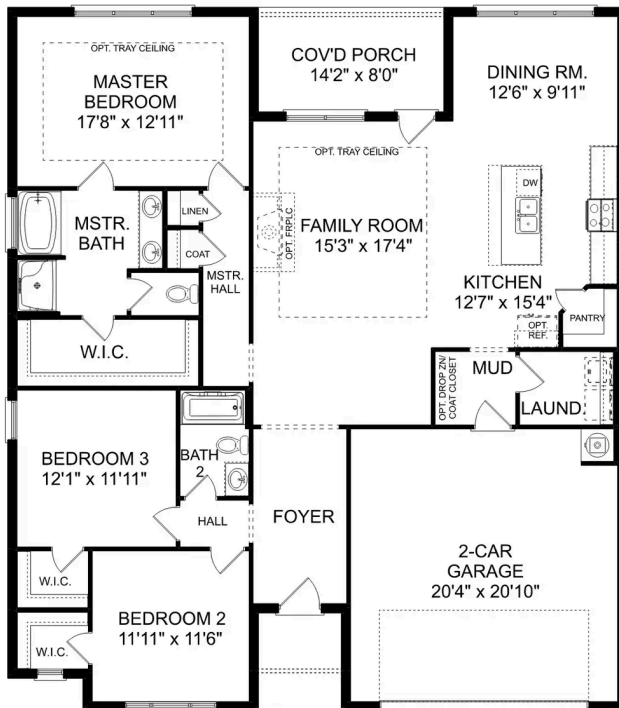 OPT. TRAY CEILING
MASTER
BEDROOM
17'8" x 12'11"
COV'D PORCH
14'2" x 8'0"
DINING RM.
12'6" x 9'11"
OPT. TRAY CEILING
FAMILY ROOM
15'3" x 17'4"
OPT. FRPLC
DW
KITCHEN
12'7" x 15'4"
PANTRY
OPT.
REF.
MSTR.
BATH
LINEN
COAT
MSTR.
HALL
W.I.C.
OPT. DROP ZN/
COAT CLOSET
MUD
LAUND.
BEDROOM 3
12'1" x 11'11"
BATH
2
HALL
FOYER
W.I.C.
BEDROOM 2
11'11" x 11'6"
W.I.C.
2-CAR
GARAGE
20'4" x 20'10"